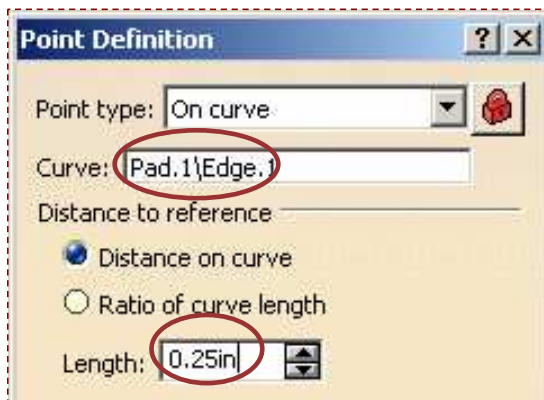 Point Definition ? ×
Point type: On curve
Curve: Pad.1\Edge.1
Distance to reference
Distance on curve
Ratio of curve length
Length: 0.25in